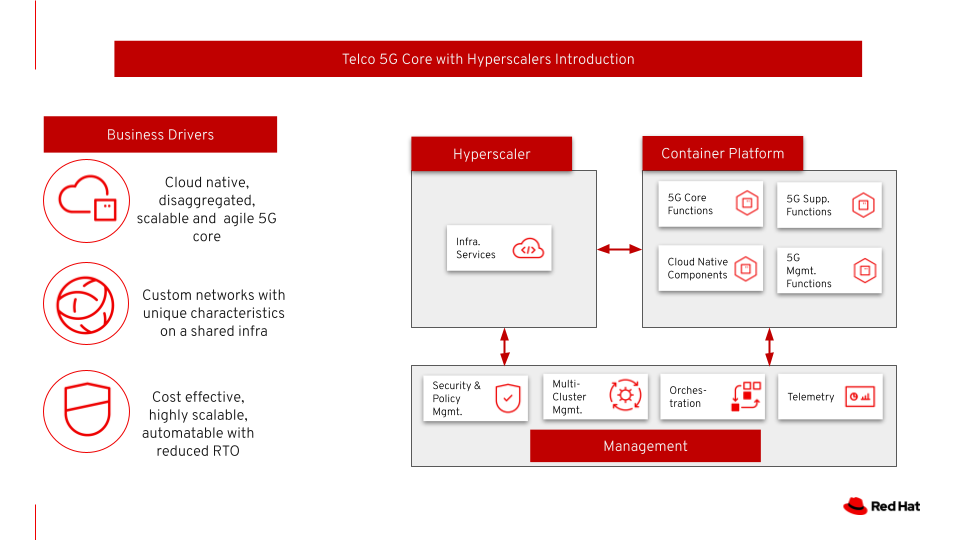 Telco 5G Core with Hyperscalers Introduction
Business Drivers
Cloud native,
disaggregated,
scalable and agile 5G
core
Custom networks with
unique characteristics
on a shared infra
Cost effective,
highly scalable,
automatable with
reduced RTO
Hyperscaler
Infra.
Services
</>
Container Platform
5G Core
Functions
5G Supp.
Functions
Cloud Native
Components
5G
Mgmt.
Functions
Security &
Policy
Mgmt.
Multi-
Cluster
Mgmt.
Orches-
tration
Telemetry
Management
Red Hat